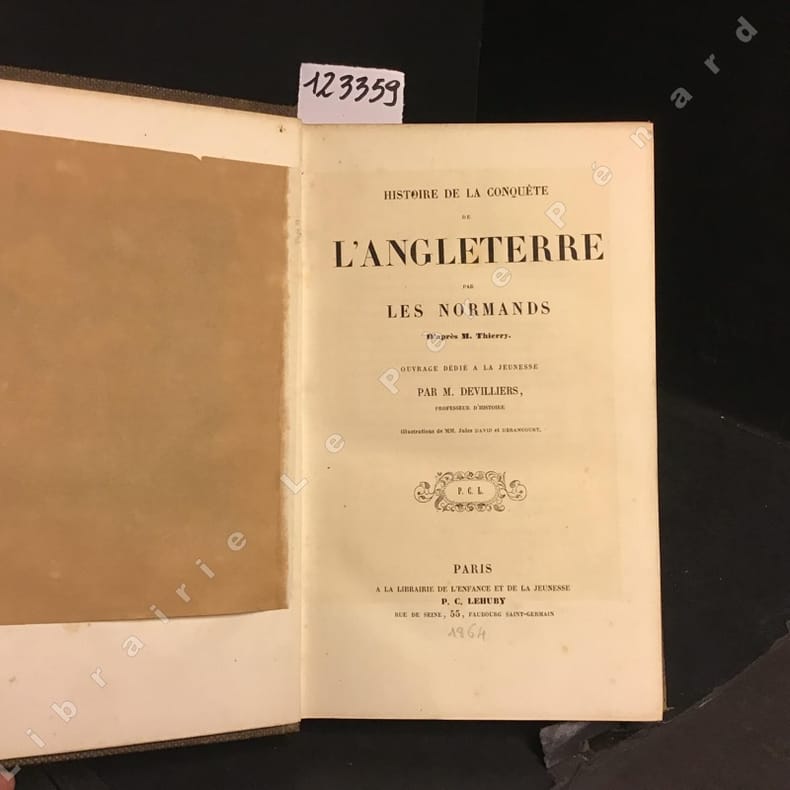 123359
HISTOIRE DE LA CONQUÊTE
DE
L'ANGLETERRE
PAR
LES NORMANDS
D'après M. Thierry.
OUVRAGE DÉDIÉ A LA JEUNESSE
PAR M. DEVILLIERS,
PROFESSEUR D'HISTOIRE
Illustrations de MM. Jules DAVID et DERANCOURT.
P. C. L.
PARIS
A LA LIBRAIRIE DE L'ENFANCE ET DE LA JEUNESSE
P. C. LEHUBY
RUE DE SEINE, 55, FAUBOURG SAINT-GERMAIN
1864
Librairie Le Père Pénard